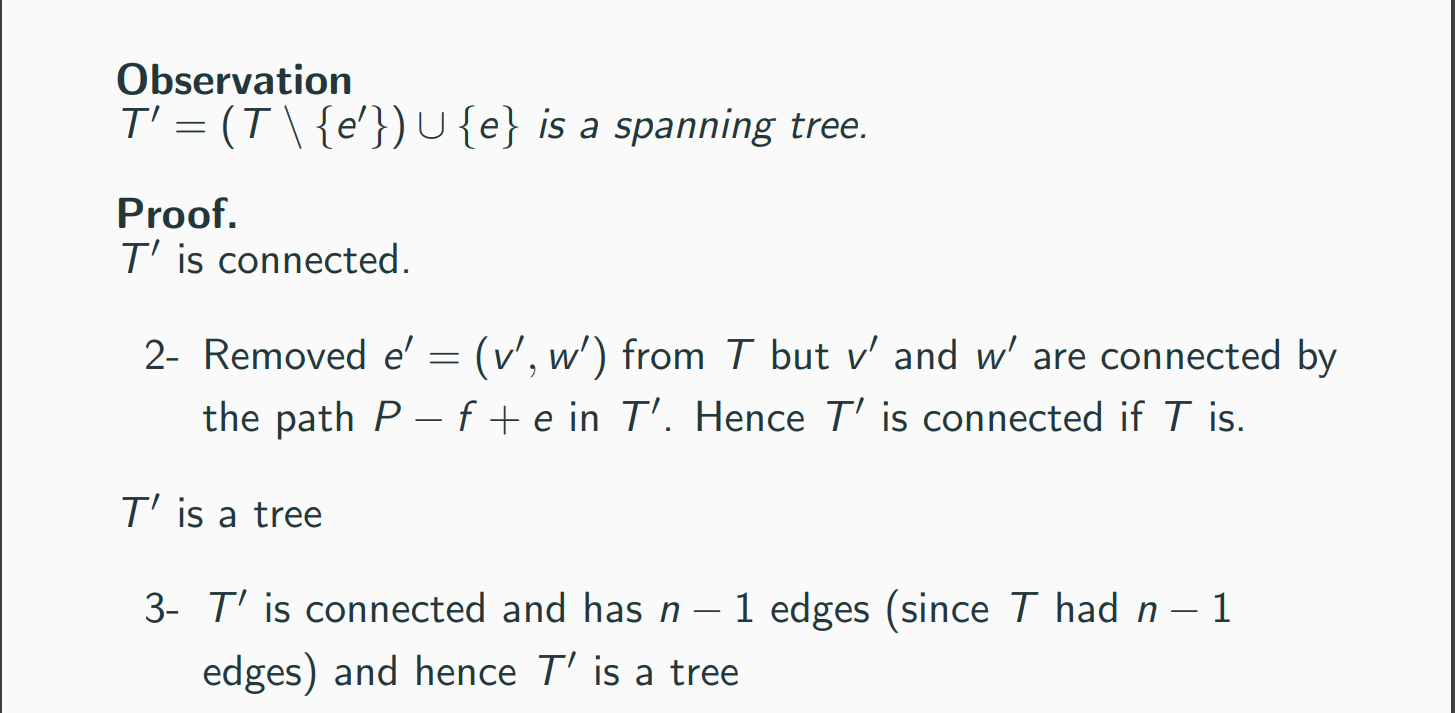 Observation
T′ = (T \ {e′}) ∪ {e} is a spanning tree.
Proof.
T′ is connected.
2- Removed e′ = (v′, w′) from T but v′ and w′ are connected by
the path P − f + e in T′. Hence T′ is connected if T is.
T′ is a tree
3- T′ is connected and has n − 1 edges (since T had n − 1
edges) and hence T′ is a tree